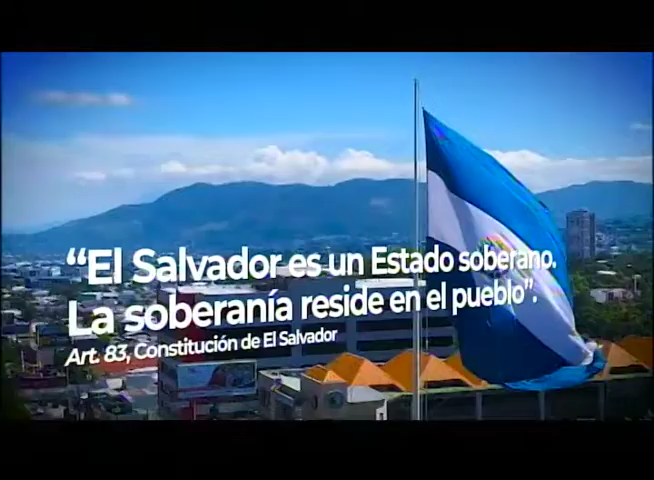 “El Salvador es un Estado soberano.
La soberanía reside en el pueblo”.
Art. 83, Constitución de El Salvador